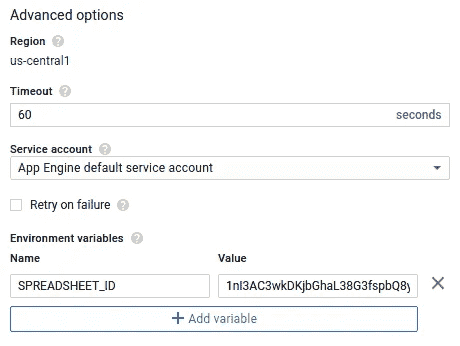 Advanced options
Region
us-central1
Timeout
60 seconds
Service account
App Engine default service account
Retry on failure
Environment variables
Name Value
SPREADSHEET_ID 1nI3AC3wkDKjbGhaL38G3fspbQ8y
+ Add variable